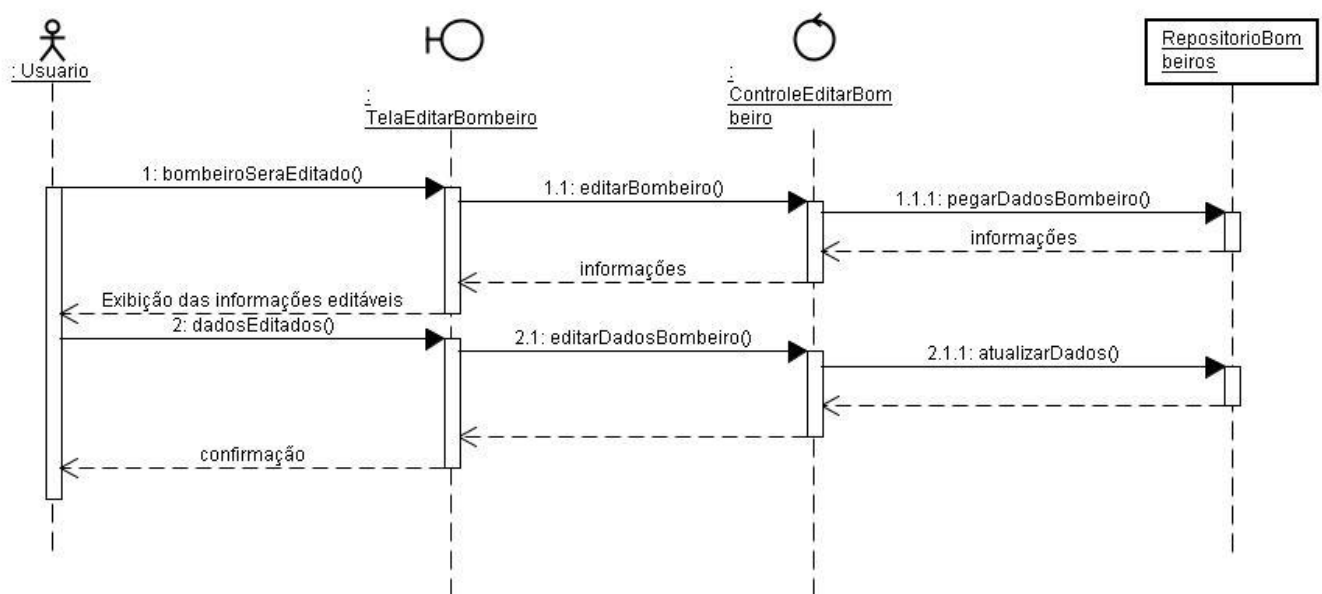 : Usuario
:
TelaEditarBombeiro
:
ControleEditarBom
beiro
RepositorioBom
beiros
1: bombeiroSeraEditado()
1.1: editarBombeiro()
1.1.1: pegarDadosBombeiro()
informações
informações
Exibição das informações editáveis
2: dadosEditados()
2.1: editarDadosBombeiro()
2.1.1: atualizarDados()
confirmação